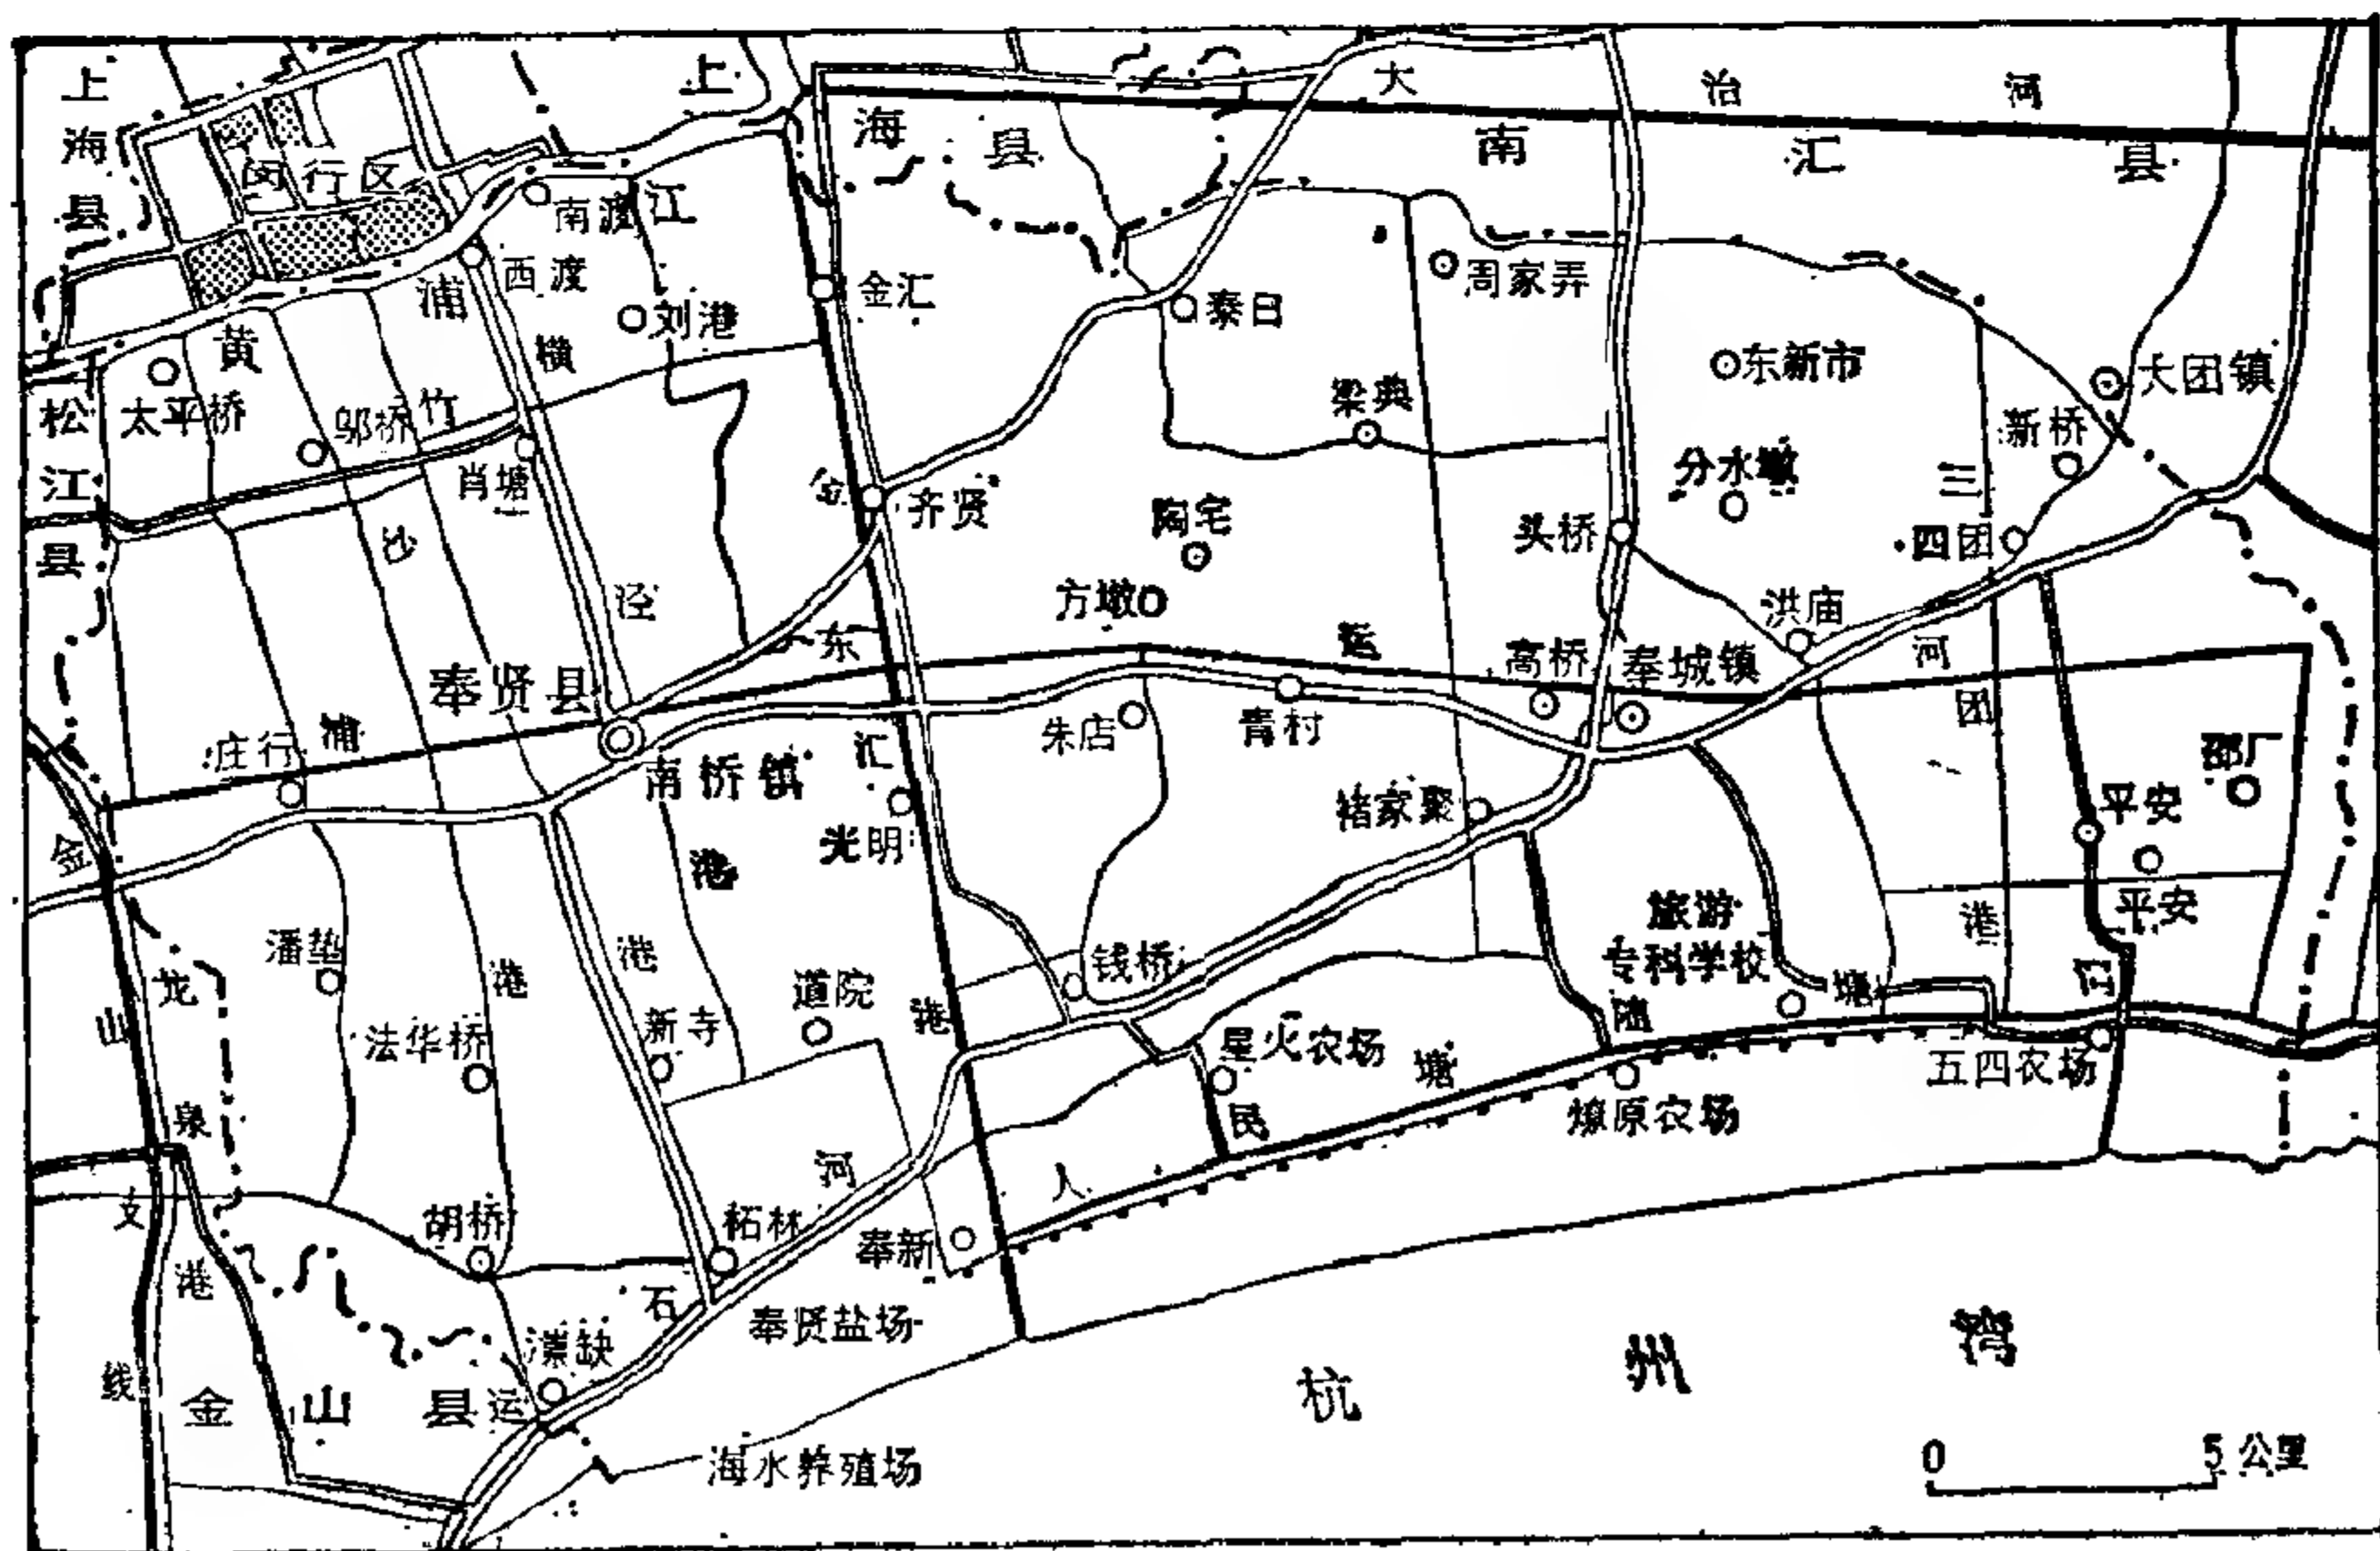 上海县
上海县
大治河
南汇县
闵行区
南渡
西渡
黄浦江
刘港
金汇
泰日
周家弄
东新市
大团镇
太平桥
邬桥
竹
横
梁典
新桥
松江县
肖塘
齐贤
陶宅
分水墩
三
四团
头桥
沙
泾
方墩
洪庙
东
运
河
高桥
奉城镇
团
奉贤县
浦
庄行
南桥镇
汇
朱店
青村
邵厂
平安
金
光明
港
褚家聚
平安
旅游
专科学校
港
潘垫
龙
港
港
道院
港
钱桥
塘
江
山
法华桥
新寺
星火农场
塘
随
五四农场
泉
民
燎原农场
支
胡桥
柘林
河
人
奉新
港
石
奉贤盐场
漴缺
线
金山县
运
杭州湾
海水养殖场
0 5公里